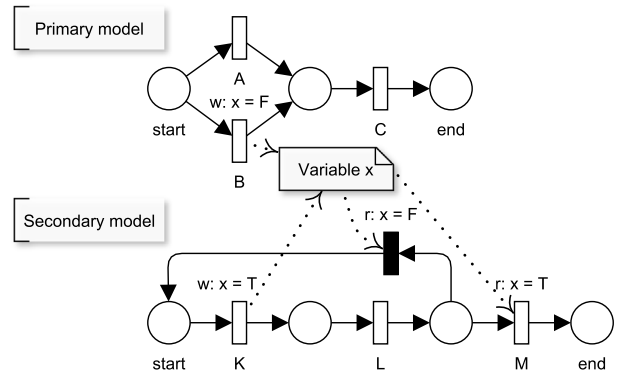 Primary model
A
w: x = F
start
C
end
B
Variable x
Secondary model
r: x = F
w: x = T
r: x = T
start
K
L
M
end